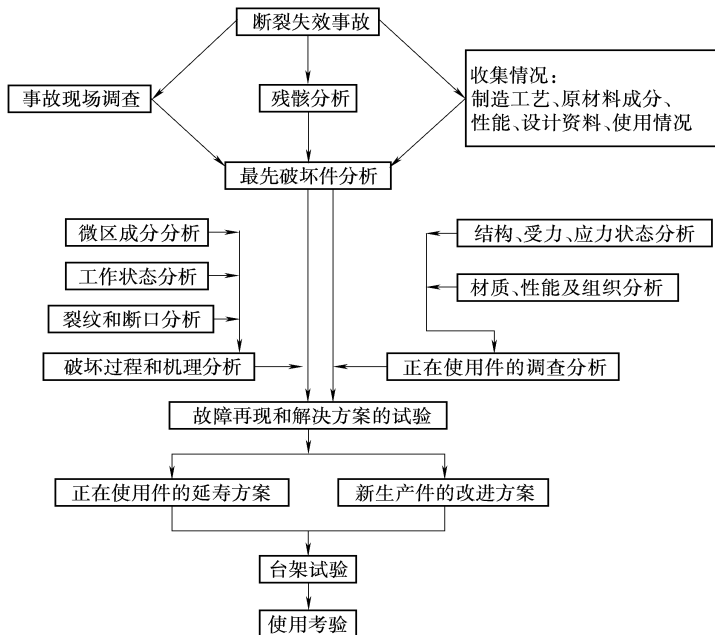 断裂失效事故
事故现场调查
残骸分析
收集情况：
制造工艺、原材料成分、
性能、设计资料、使用情况
最先破坏件分析
微区成分分析
结构、受力、应力状态分析
工作状态分析
材质、性能及组织分析
裂纹和断口分析
破坏过程和机理分析
正在使用件的调查分析
故障再现和解决方案的试验
正在使用件的延寿方案
新生产件的改进方案
台架试验
使用考验